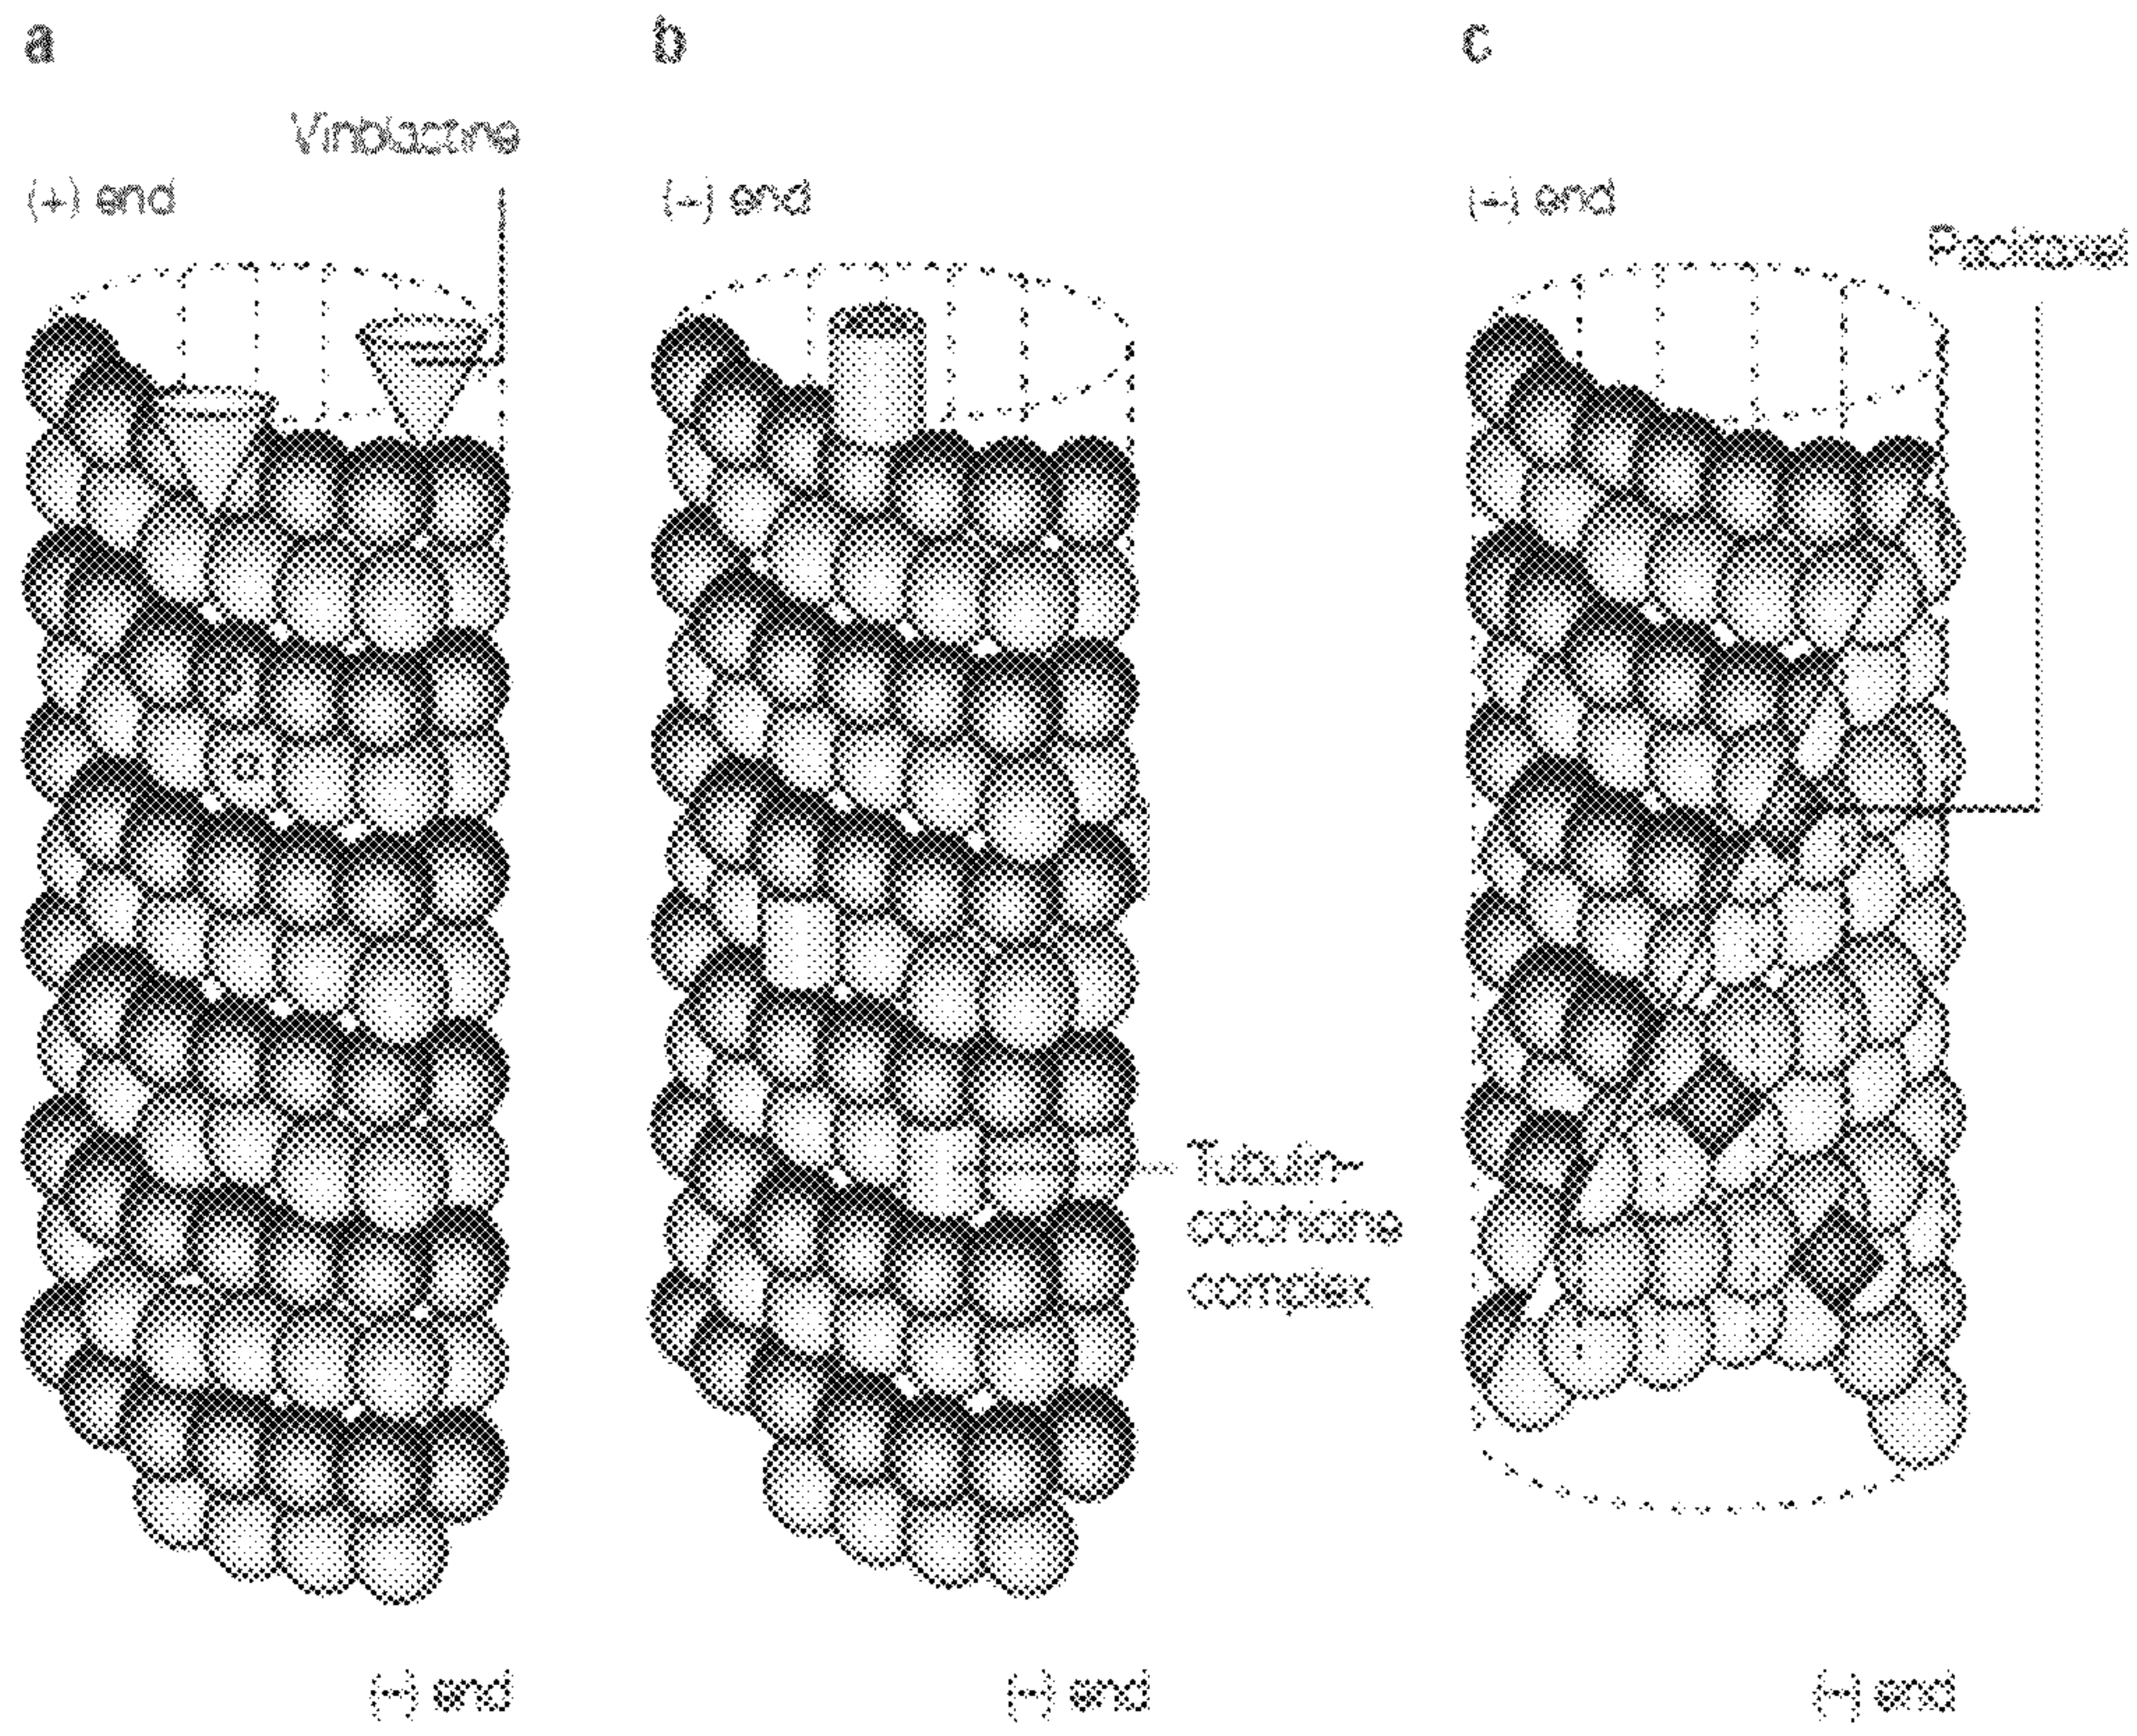 a
b
c
Vinblastine
(+) end
(+) end
(+) end
Paclitaxel
α
Tubulin–
colchicine
complex
(–) end
(–) end
(–) end